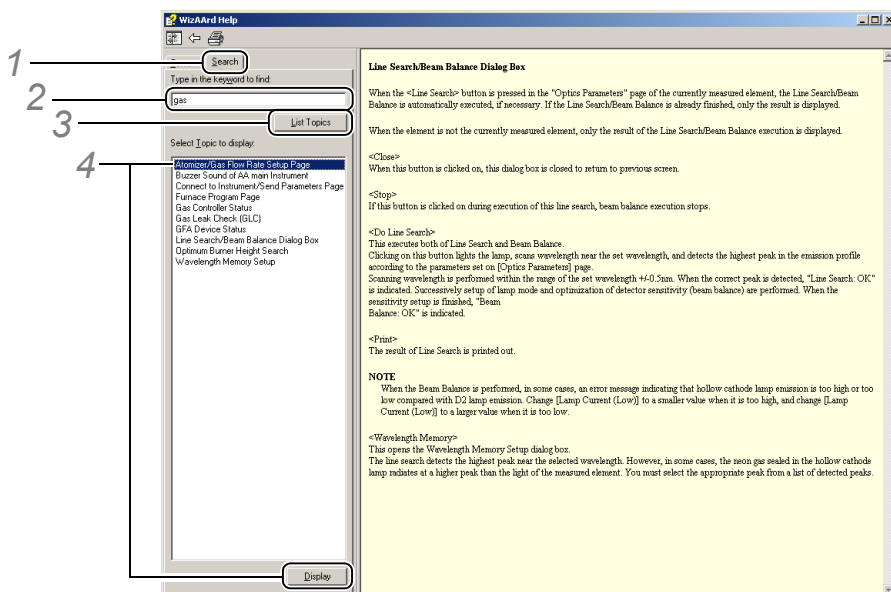 WizAArd Help
1
Search
Type in the keyword to find:
2
gas
3
List Topics
Select Topic to display:
4
Atomizer/Gas Flow Rate Setup Page
Buzzer Sound of AA main Instrument
Connect to Instrument/Send Parameters Page
Furnace Program Page
Gas Controller Status
Gas Leak Check (GLC)
GFA Device Status
Line Search/Beam Balance Dialog Box
Optimum Burner Height Search
Wavelength Memory Setup
Display
Line Search/Beam Balance Dialog Box
When the <Line Search> button is pressed in the "Optics Parameters" page of the currently measured element, the Line Search/Beam
Balance is automatically executed, if necessary. If the Line Search/Beam Balance is already finished, only the result is displayed.
When the element is not the currently measured element, only the result of the Line Search/Beam Balance execution is displayed.
<Close>
When this button is clicked on, this dialog box is closed to return to previous screen.
<Stop>
If this button is clicked on during execution of this line search, beam balance execution stops.
<Do Line Search>
This executes both of Line Search and Beam Balance.
Clicking on this button lights the lamp, scans wavelength near the set wavelength, and detects the highest peak in the emission profile
according to the parameters set on [Optics Parameters] page.
Scanning wavelength is performed within the range of the set wavelength +/-0.5nm. When the correct peak is detected, "Line Search: OK"
is indicated. Successively setup of lamp mode and optimization of detector sensitivity (beam balance) are performed. When the
sensitivity setup is finished, "Beam
Balance: OK" is indicated.
<Print>
The result of Line Search is printed out.
NOTE
When the Beam Balance is performed, in some cases, an error message indicating that hollow cathode lamp emission is too high or too
low compared with D2 lamp emission. Change [Lamp Current (Low)] to a smaller value when it is too high, and change [Lamp
Current (Low)] to a larger value when it is too low.
<Wavelength Memory>
This opens the Wavelength Memory Setup dialog box.
The line search detects the highest peak near the selected wavelength. However, in some cases, the neon gas sealed in the hollow cathode
lamp radiates at a higher peak than the light of the measured element. You must select the appropriate peak from a list of detected peaks.